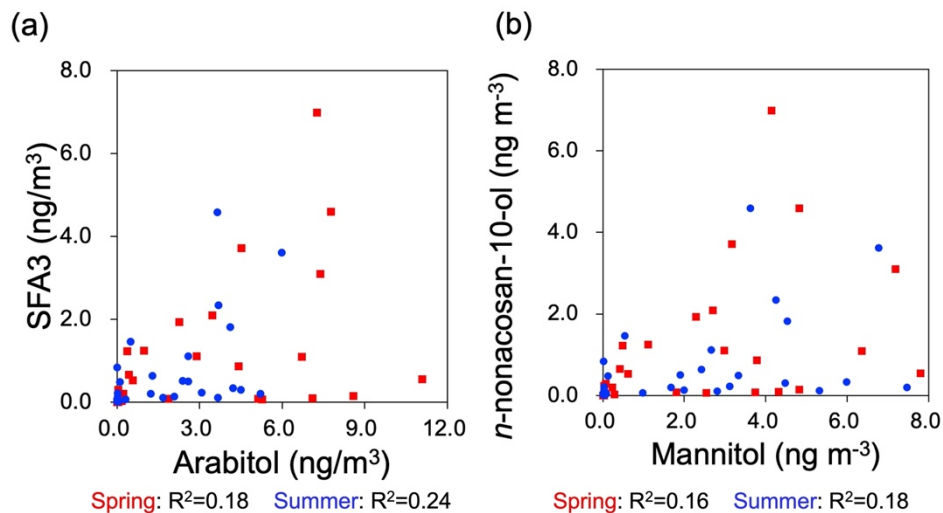 (a)
(b)
8.0
6.0
4.0
2.0
0.0
SFA3 (ng/m³)
0.0 3.0 6.0 9.0 12.0
Arabitol (ng/m³)
Spring: R²=0.18 Summer: R²=0.24
8.0
6.0
4.0
2.0
0.0
n-nonacosan-10-ol (ng m⁻³)
0.0 2.0 4.0 6.0 8.0
Mannitol (ng m⁻³)
Spring: R²=0.16 Summer: R²=0.18